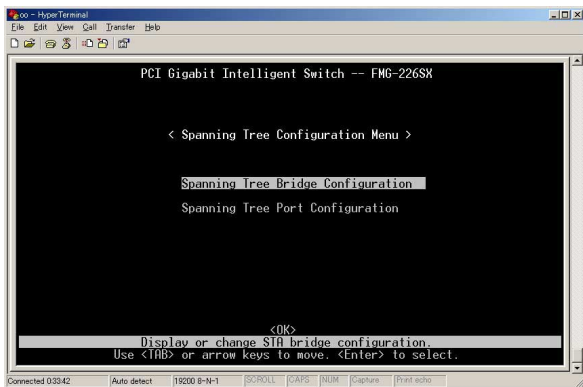 oo - HyperTerminal
File Edit View Call Transfer Help
PCI Gigabit Intelligent Switch -- FMG-226SX
< Spanning Tree Configuration Menu >
Spanning Tree Bridge Configuration
Spanning Tree Port Configuration
<OK>
Display or change STA bridge configuration.
Use <TAB> or arrow keys to move. <Enter> to select.
Connected 0:33:42 Auto detect 19200 8-N-1 SCROLL CAPS NUM Capture Print echo